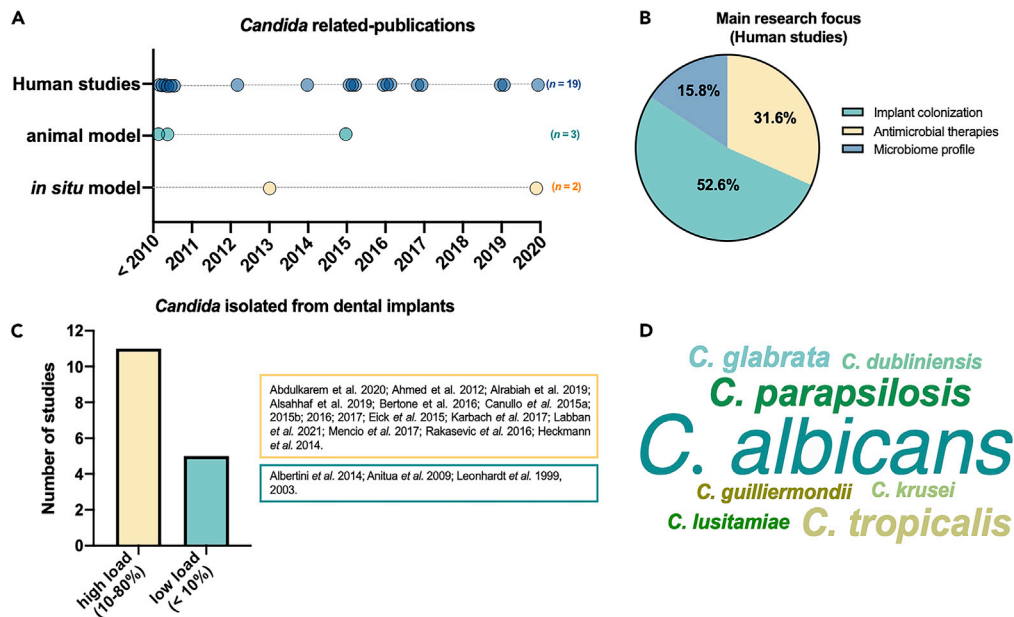 A
Candida related-publications
Human studies
(n = 19)
animal model
(n = 3)
in situ model
(n = 2)
< 2010
2011
2012
2013
2014
2015
2016
2017
2018
2019
2020
B
Main research focus
(Human studies)
15.8%
31.6%
52.6%
Implant colonization
Antimicrobial therapies
Microbiome profile
Candida isolated from dental implants
C
Number of studies
12
10
8
6
4
2
0
high load
(10-80%)
low load
(< 10%)
Abdulkarem et al. 2020; Ahmed et al. 2012; Alrabiah et al. 2019;
Alsahhaf et al. 2019; Bertone et al. 2016; Canullo et al. 2015a;
2015b; 2016; 2017; Eick et al. 2015; Karbach et al. 2017; Labban
et al. 2021; Mencio et al. 2017; Rakasevic et al. 2016; Heckmann
et al. 2014.
Albertini et al. 2014; Anitua et al. 2009; Leonhardt et al. 1999,
2003.
D
C. glabrata
C. dubliniensis
C. parapsilosis
C. albicans
C. guilliermondii
C. krusei
C. lusitamiae
C. tropicalis